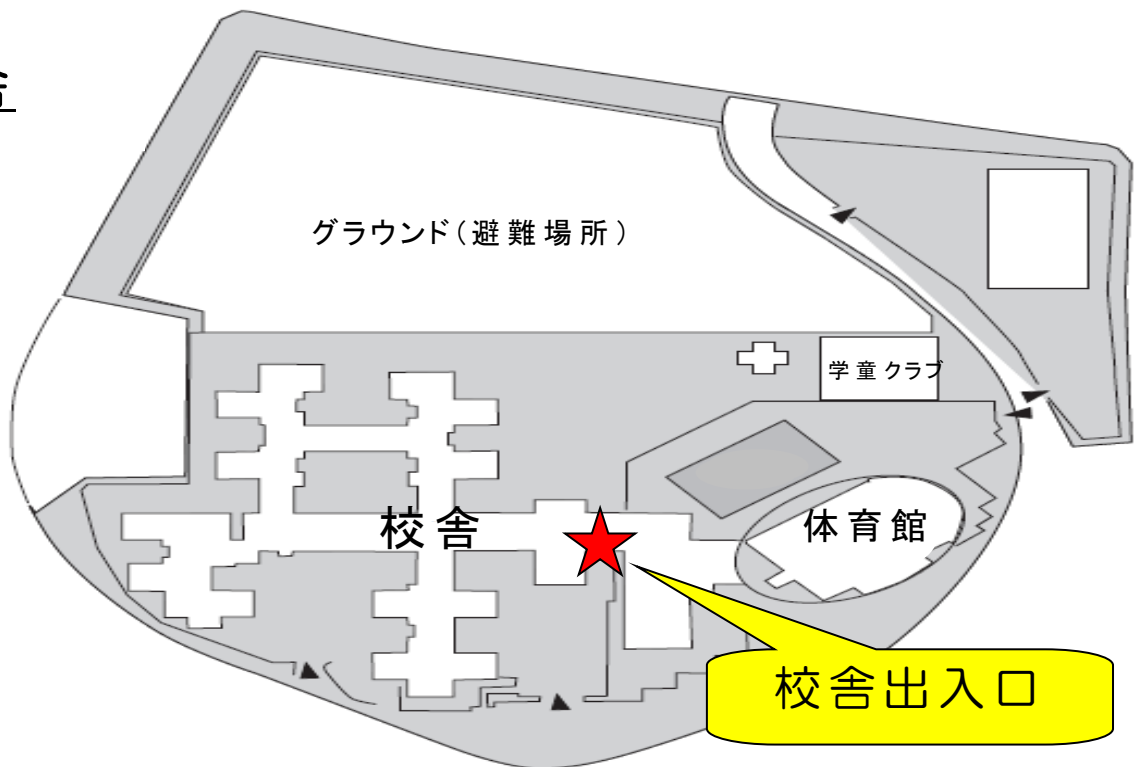 舎
グラウンド(避難場所)
学童クラブ
校舎
体育館
校舎出入口